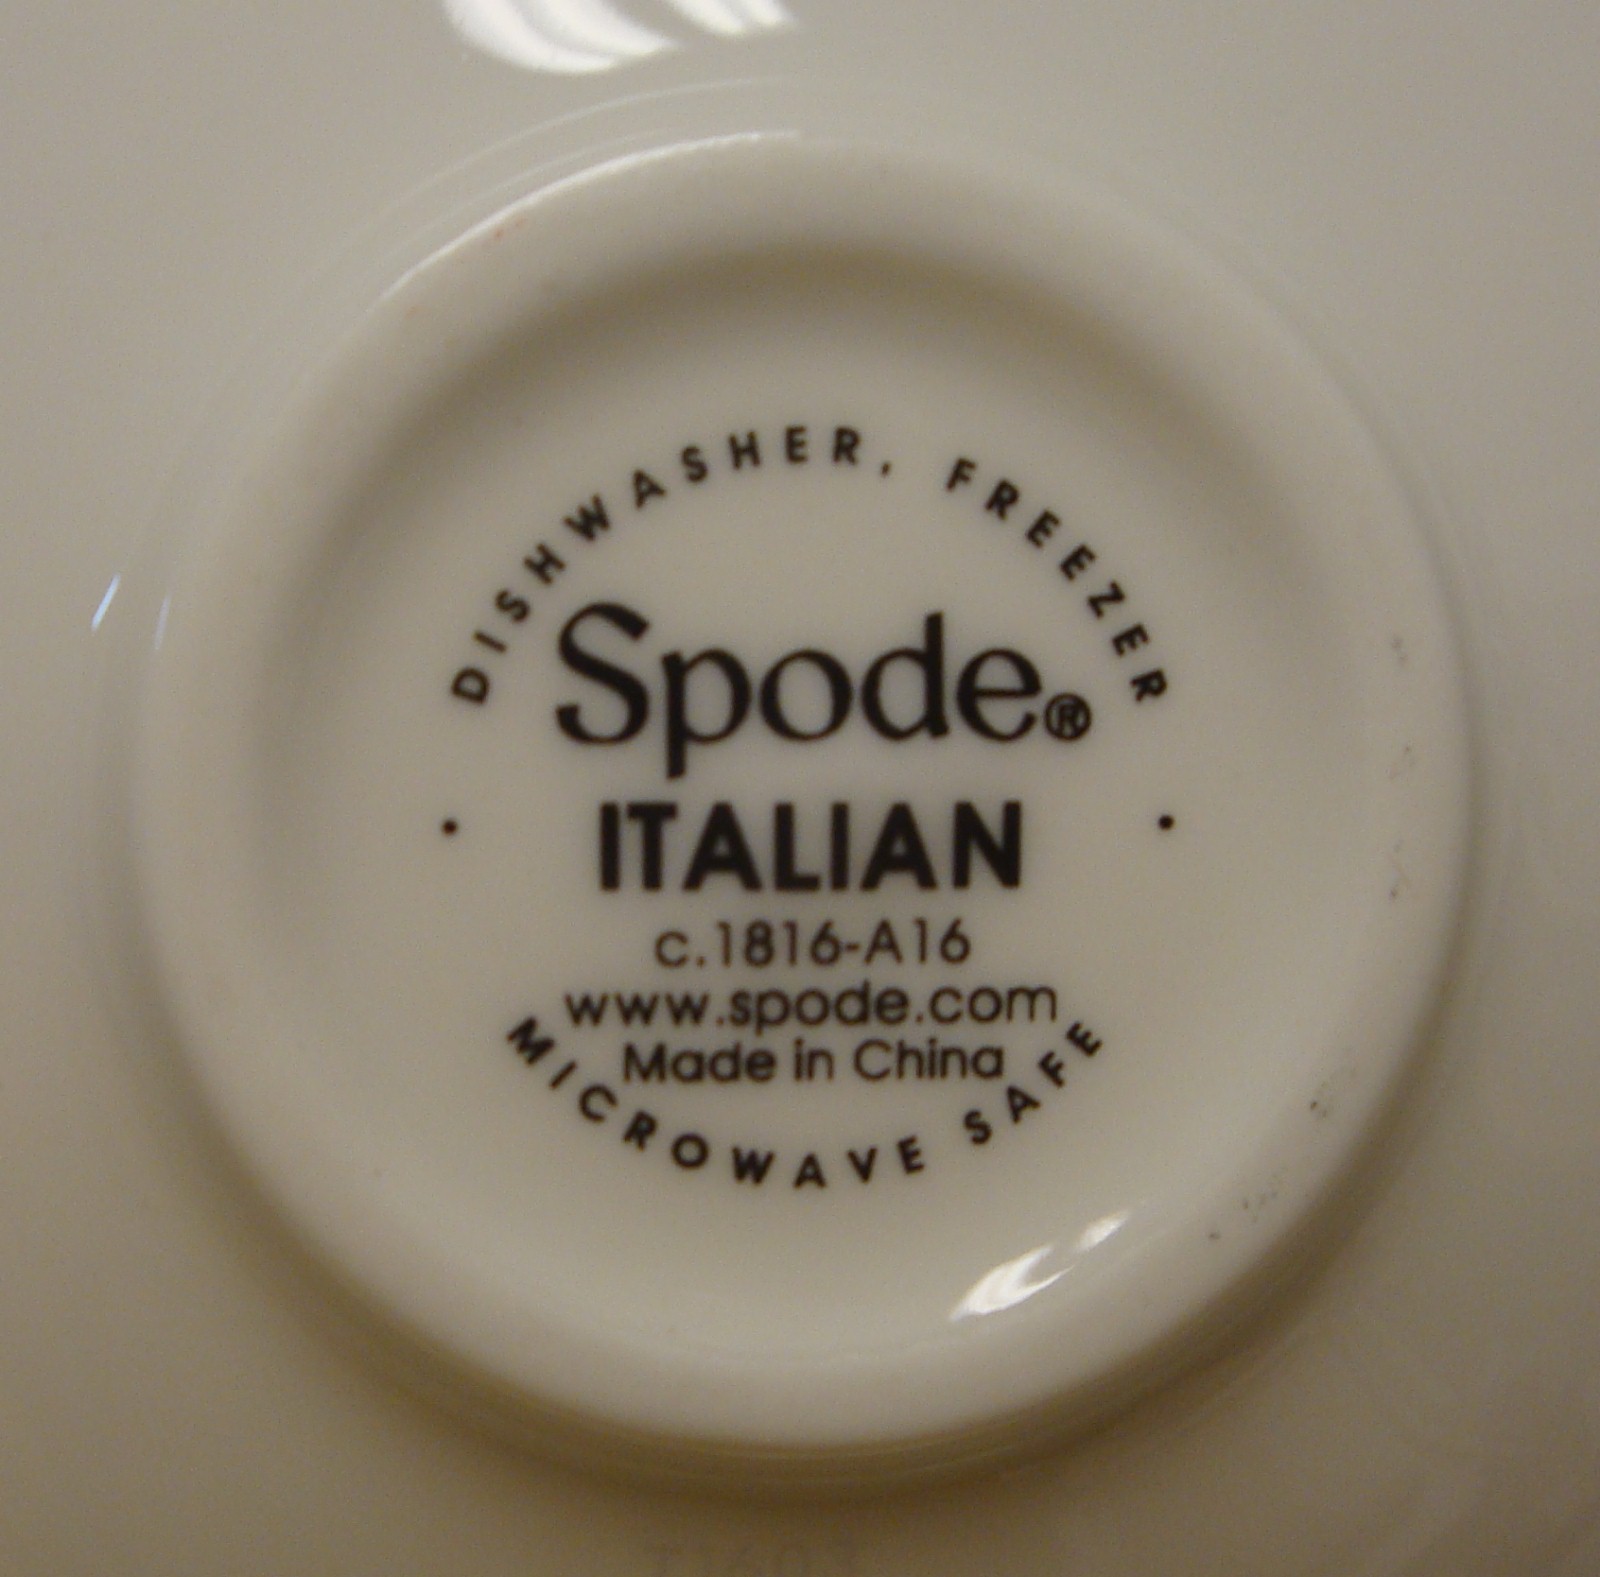 DISHWASHER, FREEZER
Spode®
ITALIAN
c.1816-A16
www.spode.com
Made in China
MICROWAVE SAFE